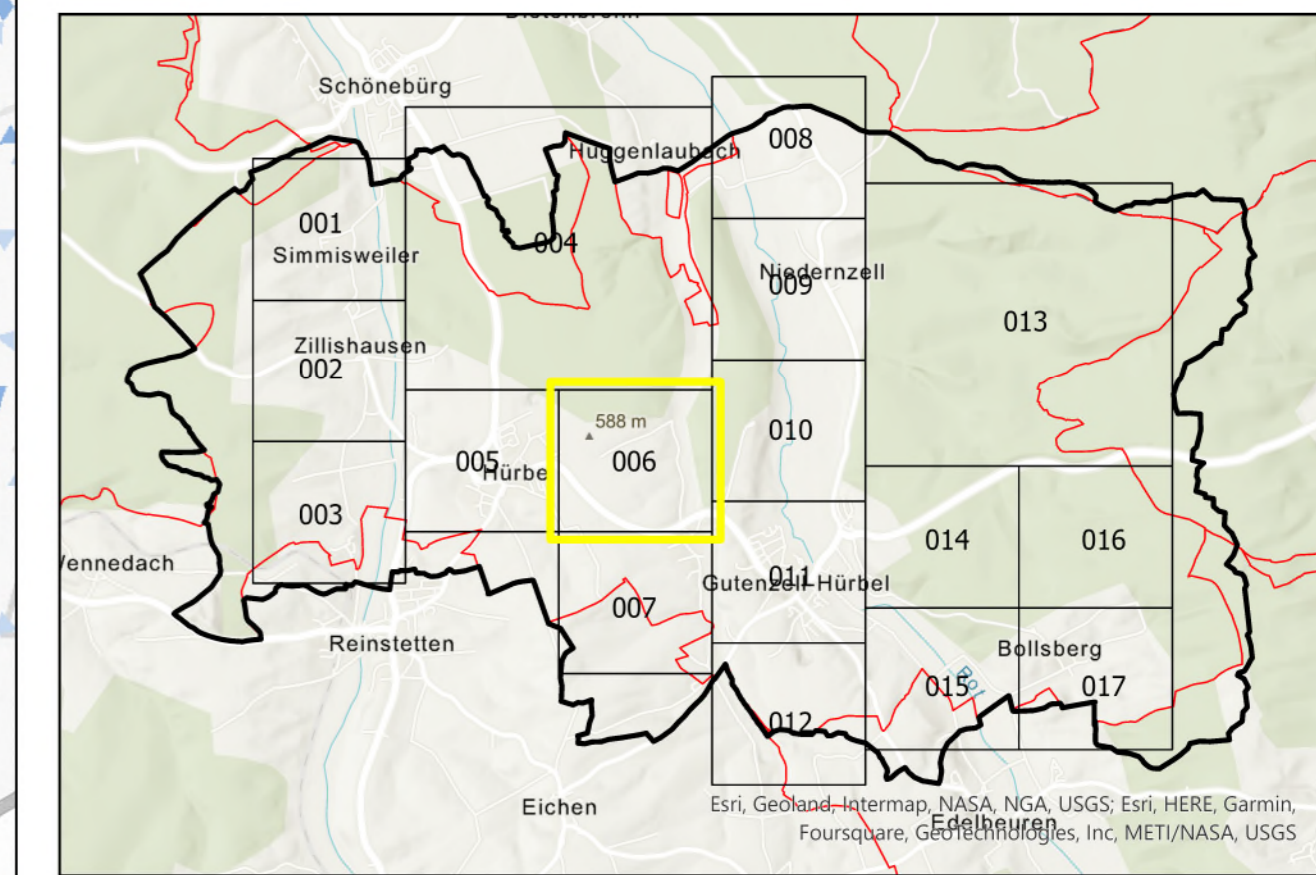 Schönebürg
Huggenlaubach
008
001
Simmisweiler
004
Niedernzell
009
013
Zillishausen
002
588 m
010
005
006
Hürbel
003
014
016
Wennedach
011
Gutenzell-Hürbel
007
Reinstetten
Bollsberg
Rot
015
017
012
Eichen
Esri, Geoland, Intermap, NASA, NGA, USGS; Esri, HERE, Garmin,
Edelbeuren
Foursquare, GeoTechnologies, Inc, METI/NASA, USGS